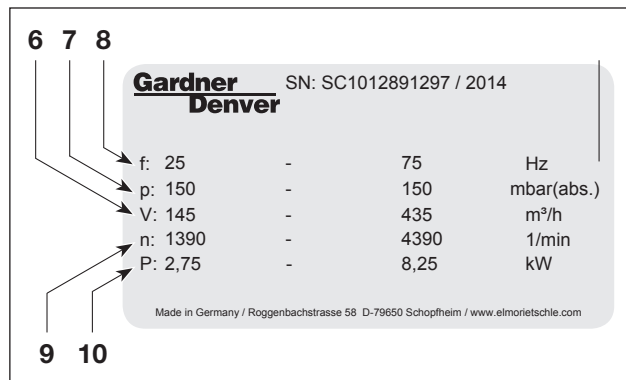 6 7 8
Gardner SN: SC1012891297 / 2014
Denver
f: 25 - 75 Hz
p: 150 - 150 mbar(abs.)
V: 145 - 435 m³/h
n: 1390 - 4390 1/min
P: 2,75 - 8,25 kW
Made in Germany / Roggenbachstrasse 58 D-79650 Schopfheim / www.elmorietschle.com
9 10